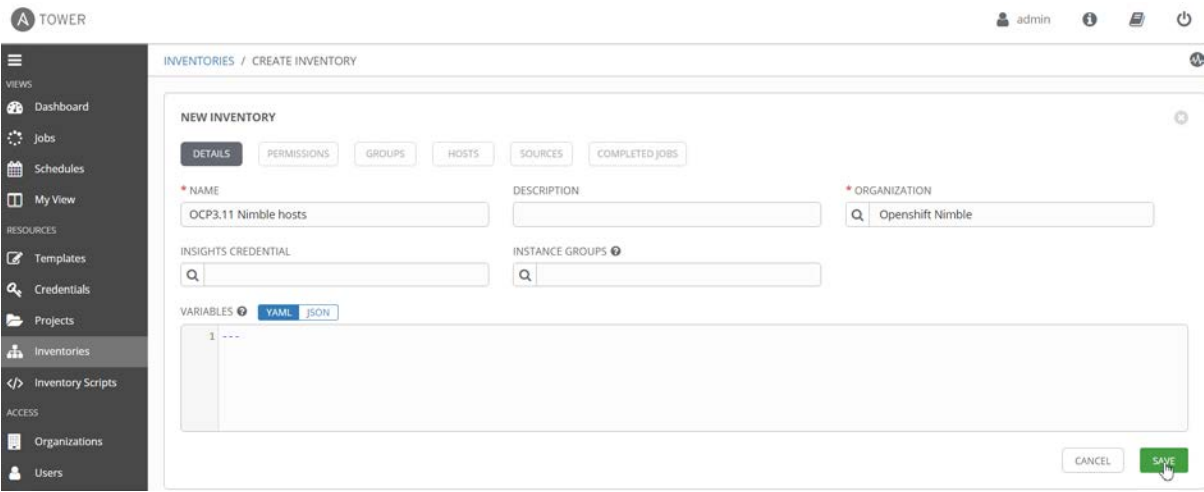 A TOWER
admin
INVENTORIES / CREATE INVENTORY
VIEWS
Dashboard
Jobs
Schedules
My View
RESOURCES
Templates
Credentials
Projects
Inventories
Inventory Scripts
ACCESS
Organizations
Users
NEW INVENTORY
DETAILS PERMISSIONS GROUPS HOSTS SOURCES COMPLETED JOBS
* NAME DESCRIPTION * ORGANIZATION
OCP3.11 Nimble hosts Openshift Nimble
INSIGHTS CREDENTIAL INSTANCE GROUPS
VARIABLES YAML JSON
1 ---
CANCEL SAVE